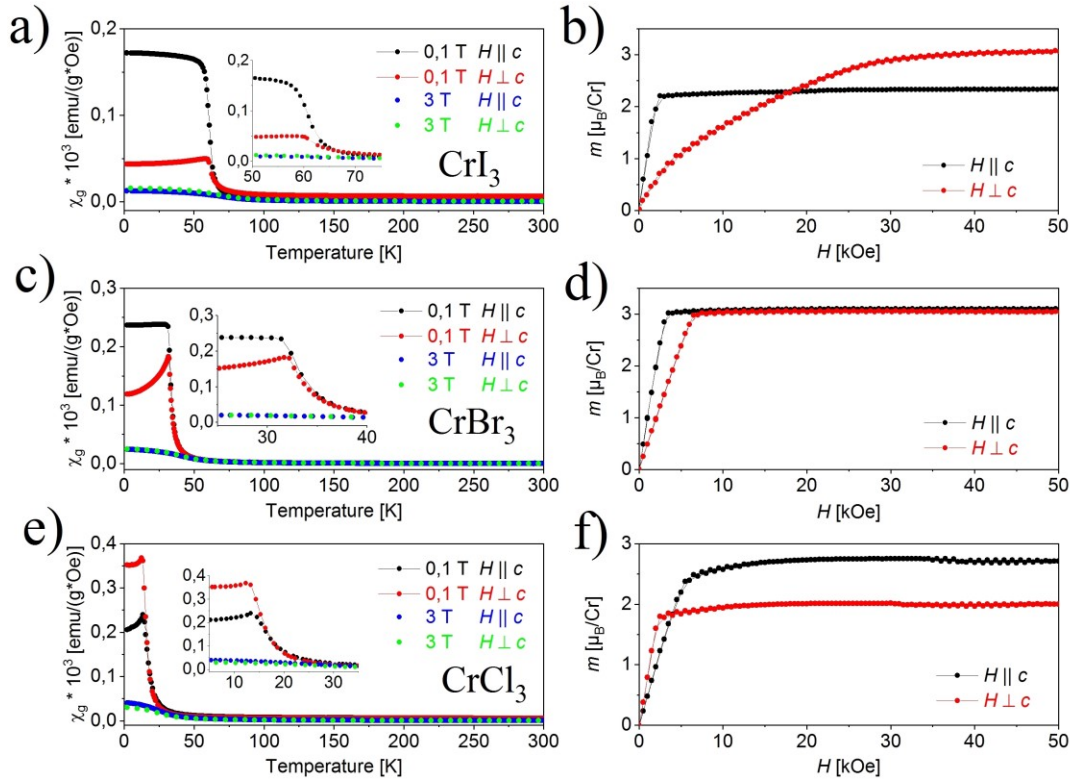 a)
χg * 10³ [emu/(g*Oe)]
0,2
0,1
0,0
0 50 100 150 200 250 300
Temperature [K]
0,1 T H || c
0,1 T H ⊥ c
3 T H || c
3 T H ⊥ c
0,2
0,1
0,0
50 60 70
CrI₃
b)
m [μB/Cr]
3
2
1
0
0 10 20 30 40 50
H [kOe]
H || c
H ⊥ c
c)
χg * 10³ [emu/(g*Oe)]
0,3
0,2
0,1
0,0
0 50 100 150 200 250 300
Temperature [K]
0,1 T H || c
0,1 T H ⊥ c
3 T H || c
3 T H ⊥ c
0,3
0,2
0,1
0,0
30 40
CrBr₃
d)
m [μB/Cr]
4
3
2
1
0
0 10 20 30 40 50
H [kOe]
H || c
H ⊥ c
e)
χg * 10³ [emu/(g*Oe)]
0,4
0,3
0,2
0,1
0,0
0 50 100 150 200 250 300
Temperature [K]
0,1 T H || c
0,1 T H ⊥ c
3 T H || c
3 T H ⊥ c
0,4
0,3
0,2
0,1
0,0
10 20 30
CrCl₃
f)
m [μB/Cr]
3
2
1
0
0 10 20 30 40 50
H [kOe]
H || c
H ⊥ c